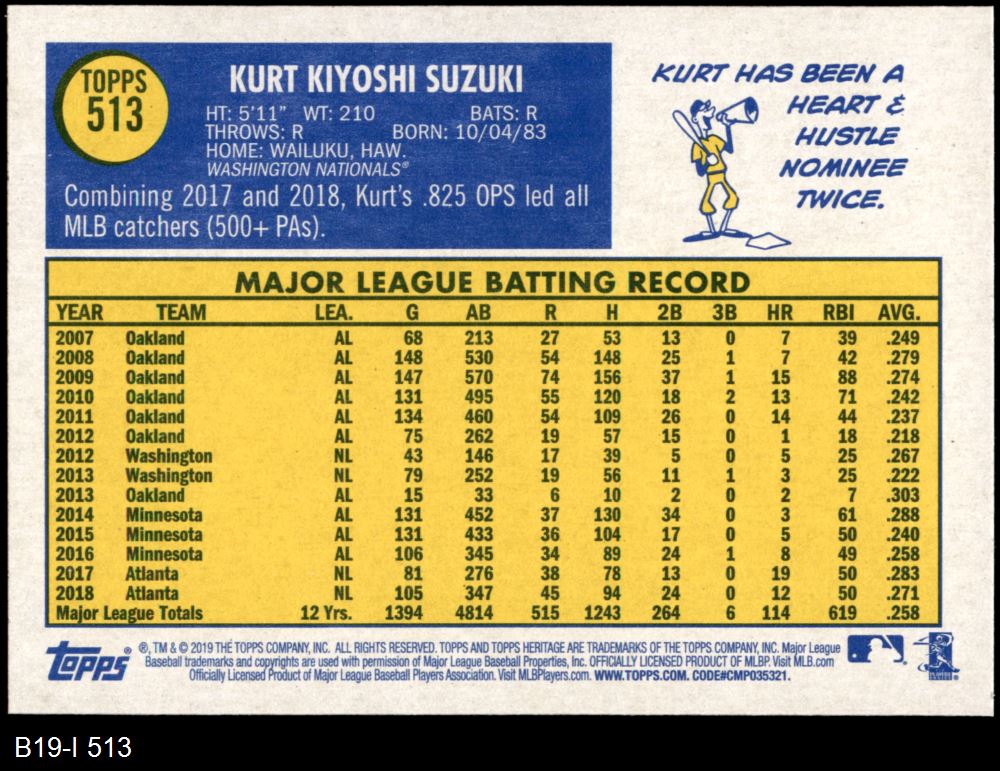 TOPPS
513
KURT KIYOSHI SUZUKI
HT: 5'11" WT: 210 BATS: R
THROWS: R BORN: 10/04/83
HOME: WAILUKU, HAW.
WASHINGTON NATIONALS®
Combining 2017 and 2018, Kurt's .825 OPS led all
MLB catchers (500+ PAs).
KURT HAS BEEN A
HEART &
HUSTLE
NOMINEE
TWICE.
MAJOR LEAGUE BATTING RECORD
YEAR TEAM LEA. G AB R H 2B 3B HR RBI AVG.
2007 Oakland AL 68 213 27 53 13 0 7 39 .249
2008 Oakland AL 148 530 54 148 25 1 7 42 .279
2009 Oakland AL 147 570 74 156 37 1 15 88 .274
2010 Oakland AL 131 495 55 120 18 2 13 71 .242
2011 Oakland AL 134 460 54 109 26 0 14 44 .237
2012 Oakland AL 75 262 19 57 15 0 1 18 .218
2012 Washington NL 43 146 17 39 5 0 5 25 .267
2013 Washington NL 79 252 19 56 11 1 3 25 .222
2013 Oakland AL 15 33 6 10 2 0 2 7 .303
2014 Minnesota AL 131 452 37 130 34 0 3 61 .288
2015 Minnesota AL 131 433 36 104 17 0 5 50 .240
2016 Minnesota AL 106 345 34 89 24 1 8 49 .258
2017 Atlanta NL 81 276 38 78 13 0 19 50 .283
2018 Atlanta NL 105 347 45 94 24 0 12 50 .271
Major League Totals 12 Yrs. 1394 4814 515 1243 264 6 114 619 .258
topps® ®, TM & © 2019 THE TOPPS COMPANY, INC. ALL RIGHTS RESERVED. TOPPS AND TOPPS HERITAGE ARE TRADEMARKS OF THE TOPPS COMPANY, INC. Major League
Baseball trademarks and copyrights are used with permission of Major League Baseball Properties, Inc. OFFICIALLY LICENSED PRODUCT OF MLBP. Visit MLB.com
Officially Licensed Product of Major League Baseball Players Association. Visit MLBPlayers.com. WWW.TOPPS.COM. CODE#CMP035321.
B19-I 513